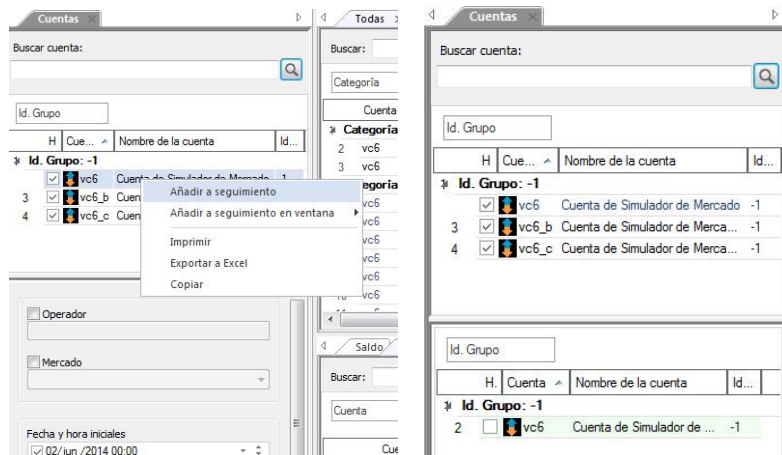 Cuentas
Buscar cuenta:
Id. Grupo
H Cue... Nombre de la cuenta Id...
Id. Grupo: -1
vc6 Cuenta de Simulador de Mercado -1
3 vc6_b Cuen
4 vc6_c Cuen
Añadir a seguimiento
Añadir a seguimiento en ventana
Imprimir
Exportar a Excel
Copiar
Operador
Mercado
Fecha y hora iniciales
02/jun /2014 00:00
Todas
Buscar:
Categoría
Cuenta
Categoría
2 vc6
3 vc6
egoría
vc6
vc6
vc6
vc6
10 vc6
Saldo
Buscar:
Cuenta
Cue
Cuentas
Buscar cuenta:
Id. Grupo
H Cue... Nombre de la cuenta Id...
Id. Grupo: -1
vc6 Cuenta de Simulador de Mercado -1
3 vc6_b Cuenta de Simulador de Merca... -1
4 vc6_c Cuenta de Simulador de Merca... -1
Id. Grupo
H. Cuenta Nombre de la cuenta Id...
Id. Grupo: -1
2 vc6 Cuenta de Simulador de ... -1